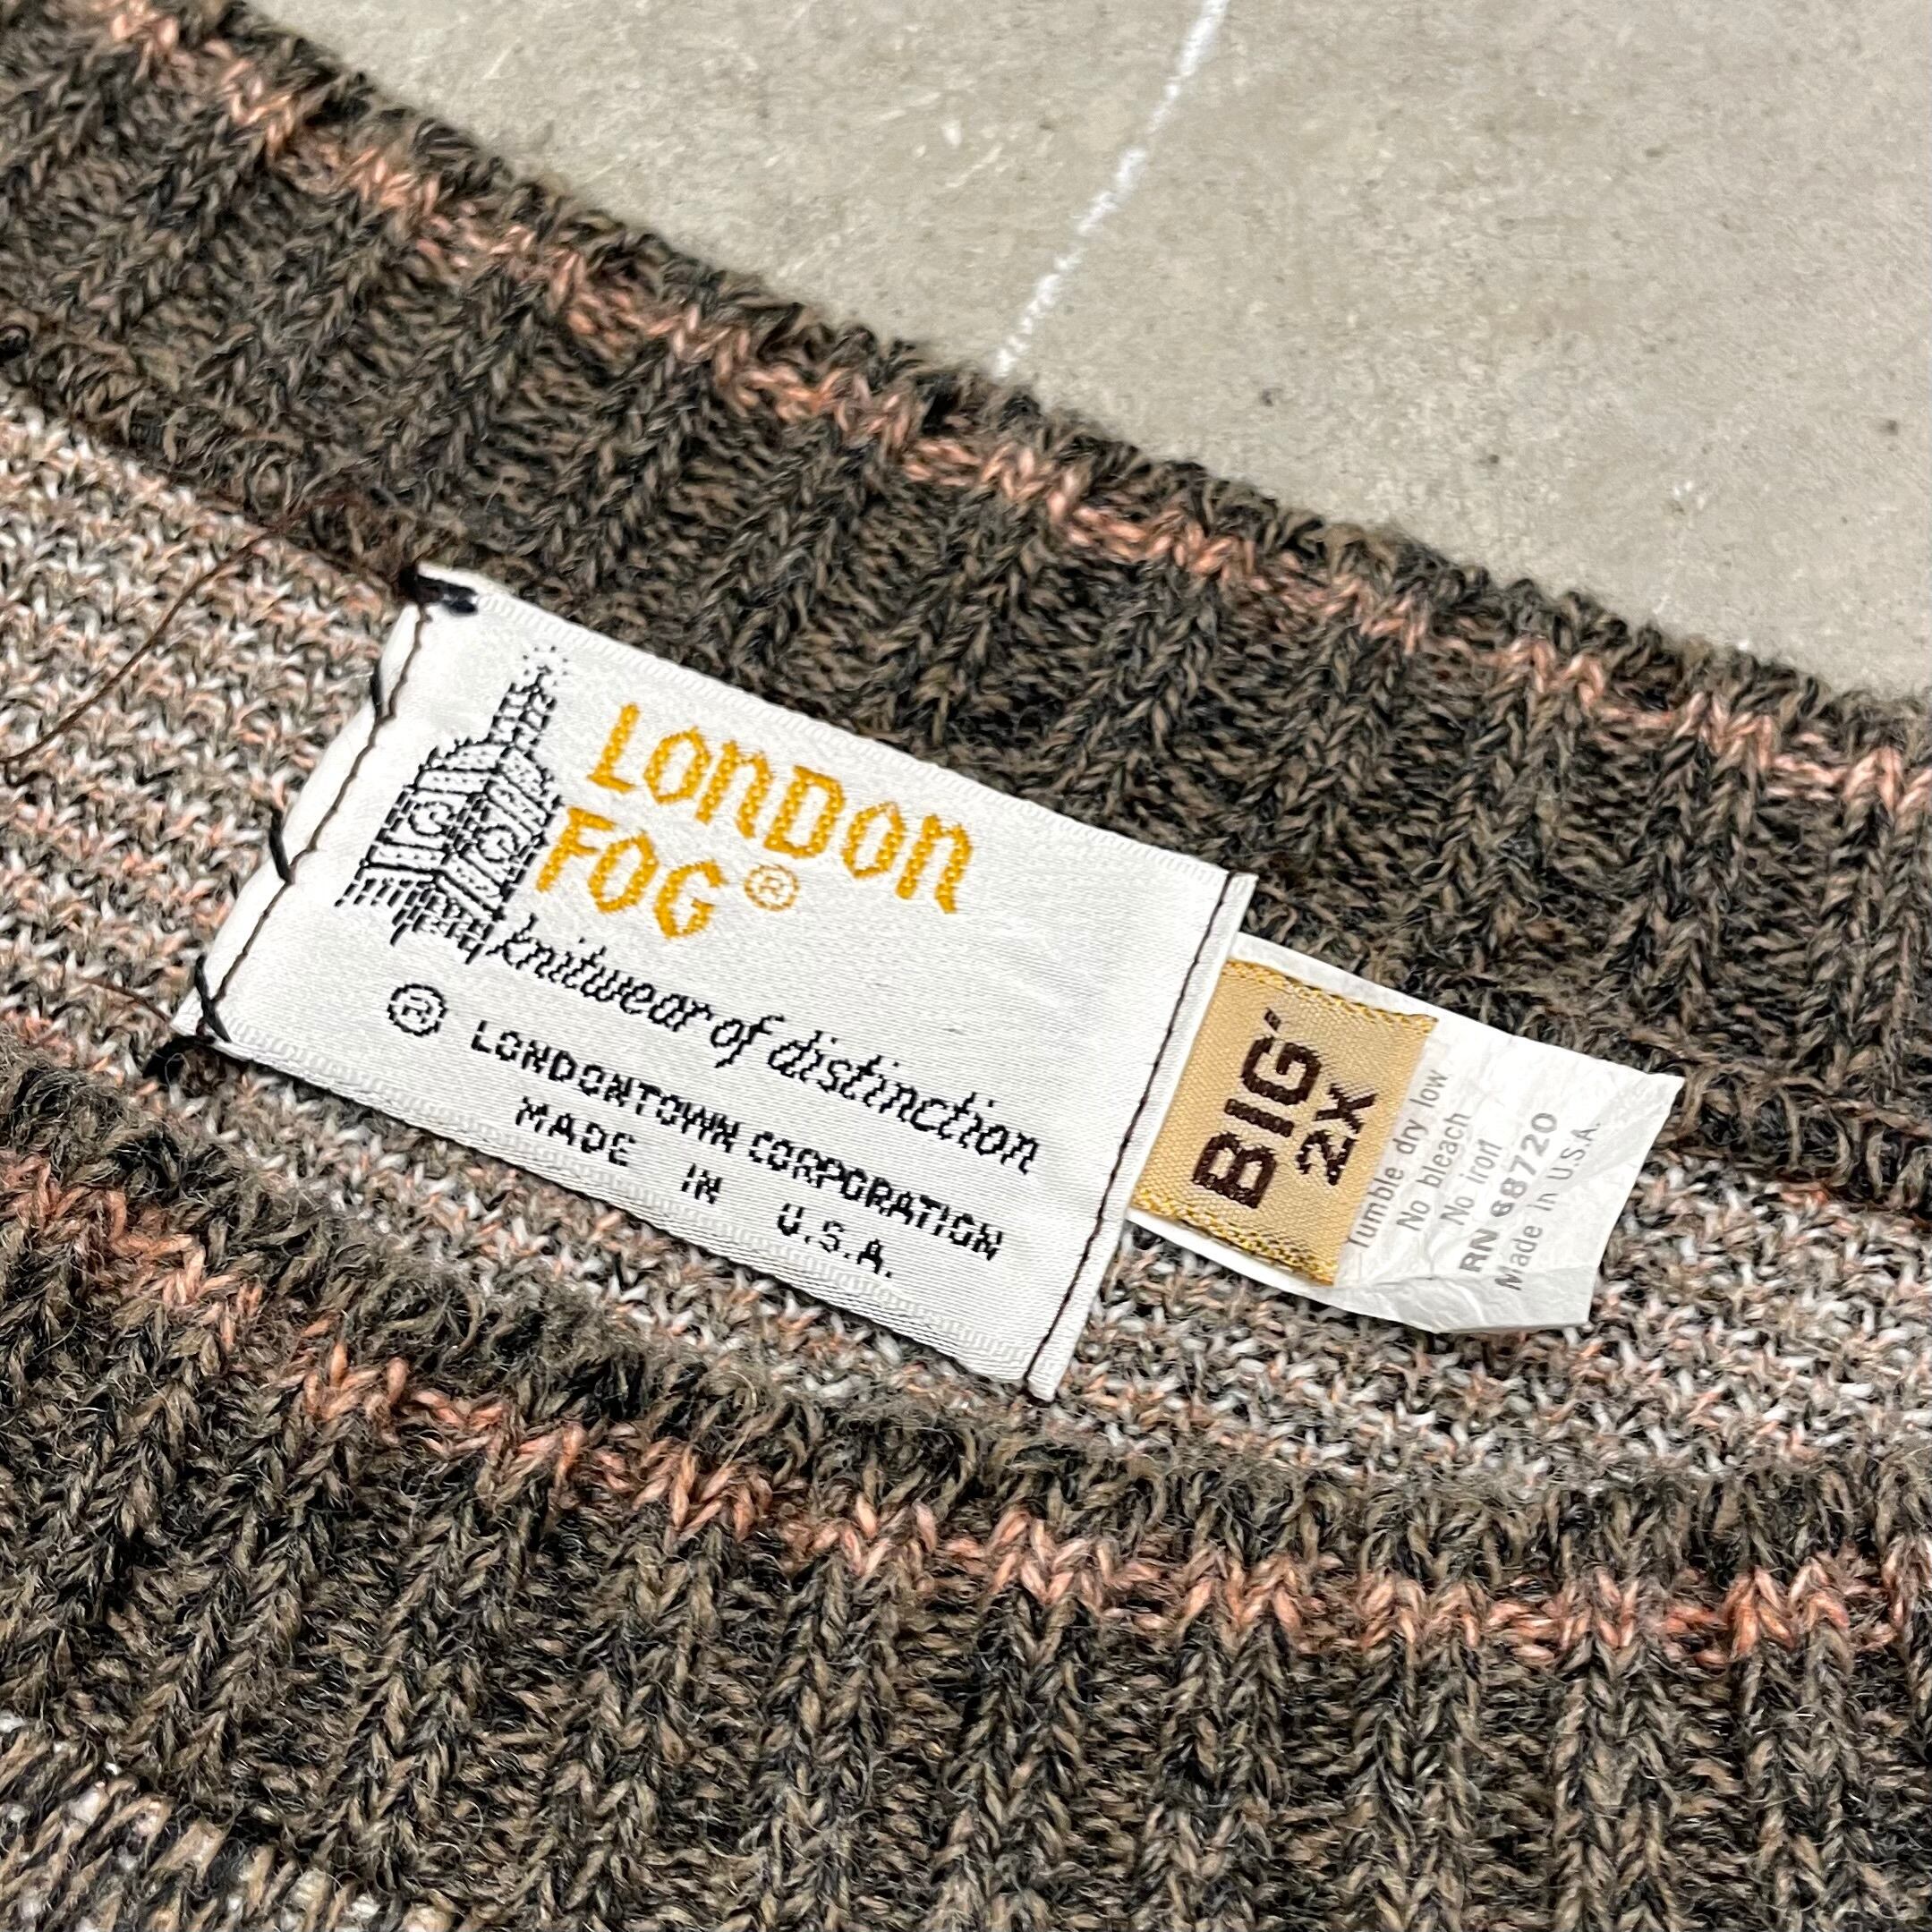 LONDON
FOG®
knitwear of distinction
® LONDONTOWN CORPORATION
MADE IN U.S.A.
BIG'
2X
Tumble dry low
No bleach
No iron
RN 68720
Made in U.S.A.